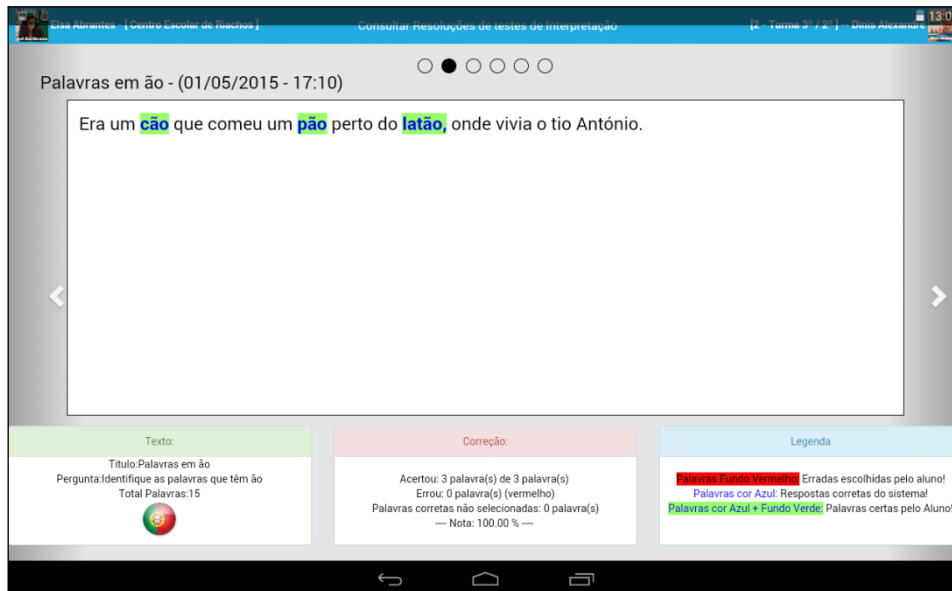 Elsa Abrantes - [ Centro Escolar de Riachos ]
Consultar Resoluções de testes de Interpretação
[2 - Turma 3º / 2º ] -- Dinis Alexandre
13:0
Palavras em ão - (01/05/2015 - 17:10)
Era um cão que comeu um pão perto do latão, onde vivia o tio António.
Texto:
Titulo:Palavras em ão
Pergunta:Identifique as palavras que têm ão
Total Palavras:15
Correção:
Acertou: 3 palavra(s) de 3 palavra(s)
Errou: 0 palavra(s) (vermelho)
Palavras corretas não selecionadas: 0 palavra(s)
---- Nota: 100.00 % ----
Legenda
Palavras Fundo Vermelho: Erradas escolhidas pelo aluno!
Palavras cor Azul: Respostas corretas do sistema!
Palavras cor Azul + Fundo Verde: Palavras certas pelo Aluno!